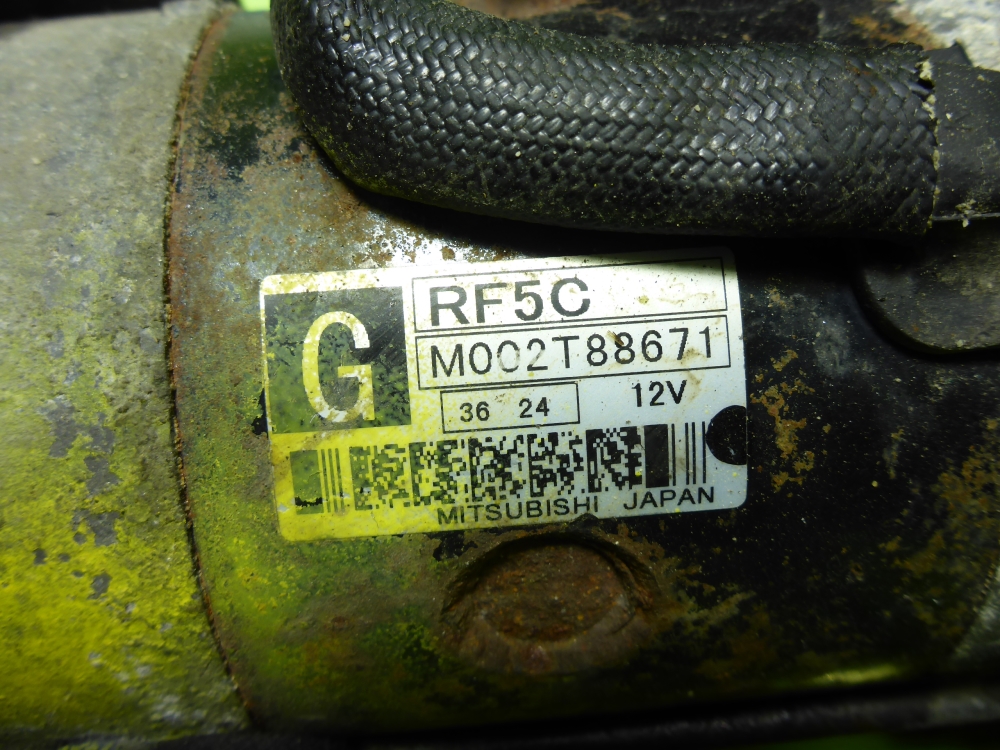 G
RF5C
M002T88671
36 24
12V
MITSUBISHI JAPAN